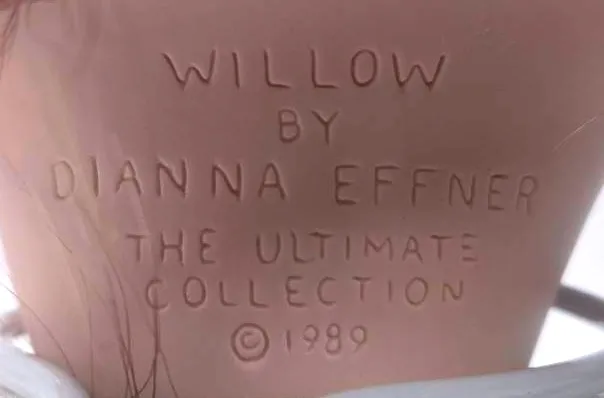 WILLOW
BY
DIANNA EFFNER
THE ULTIMATE
COLLECTION
© 1989